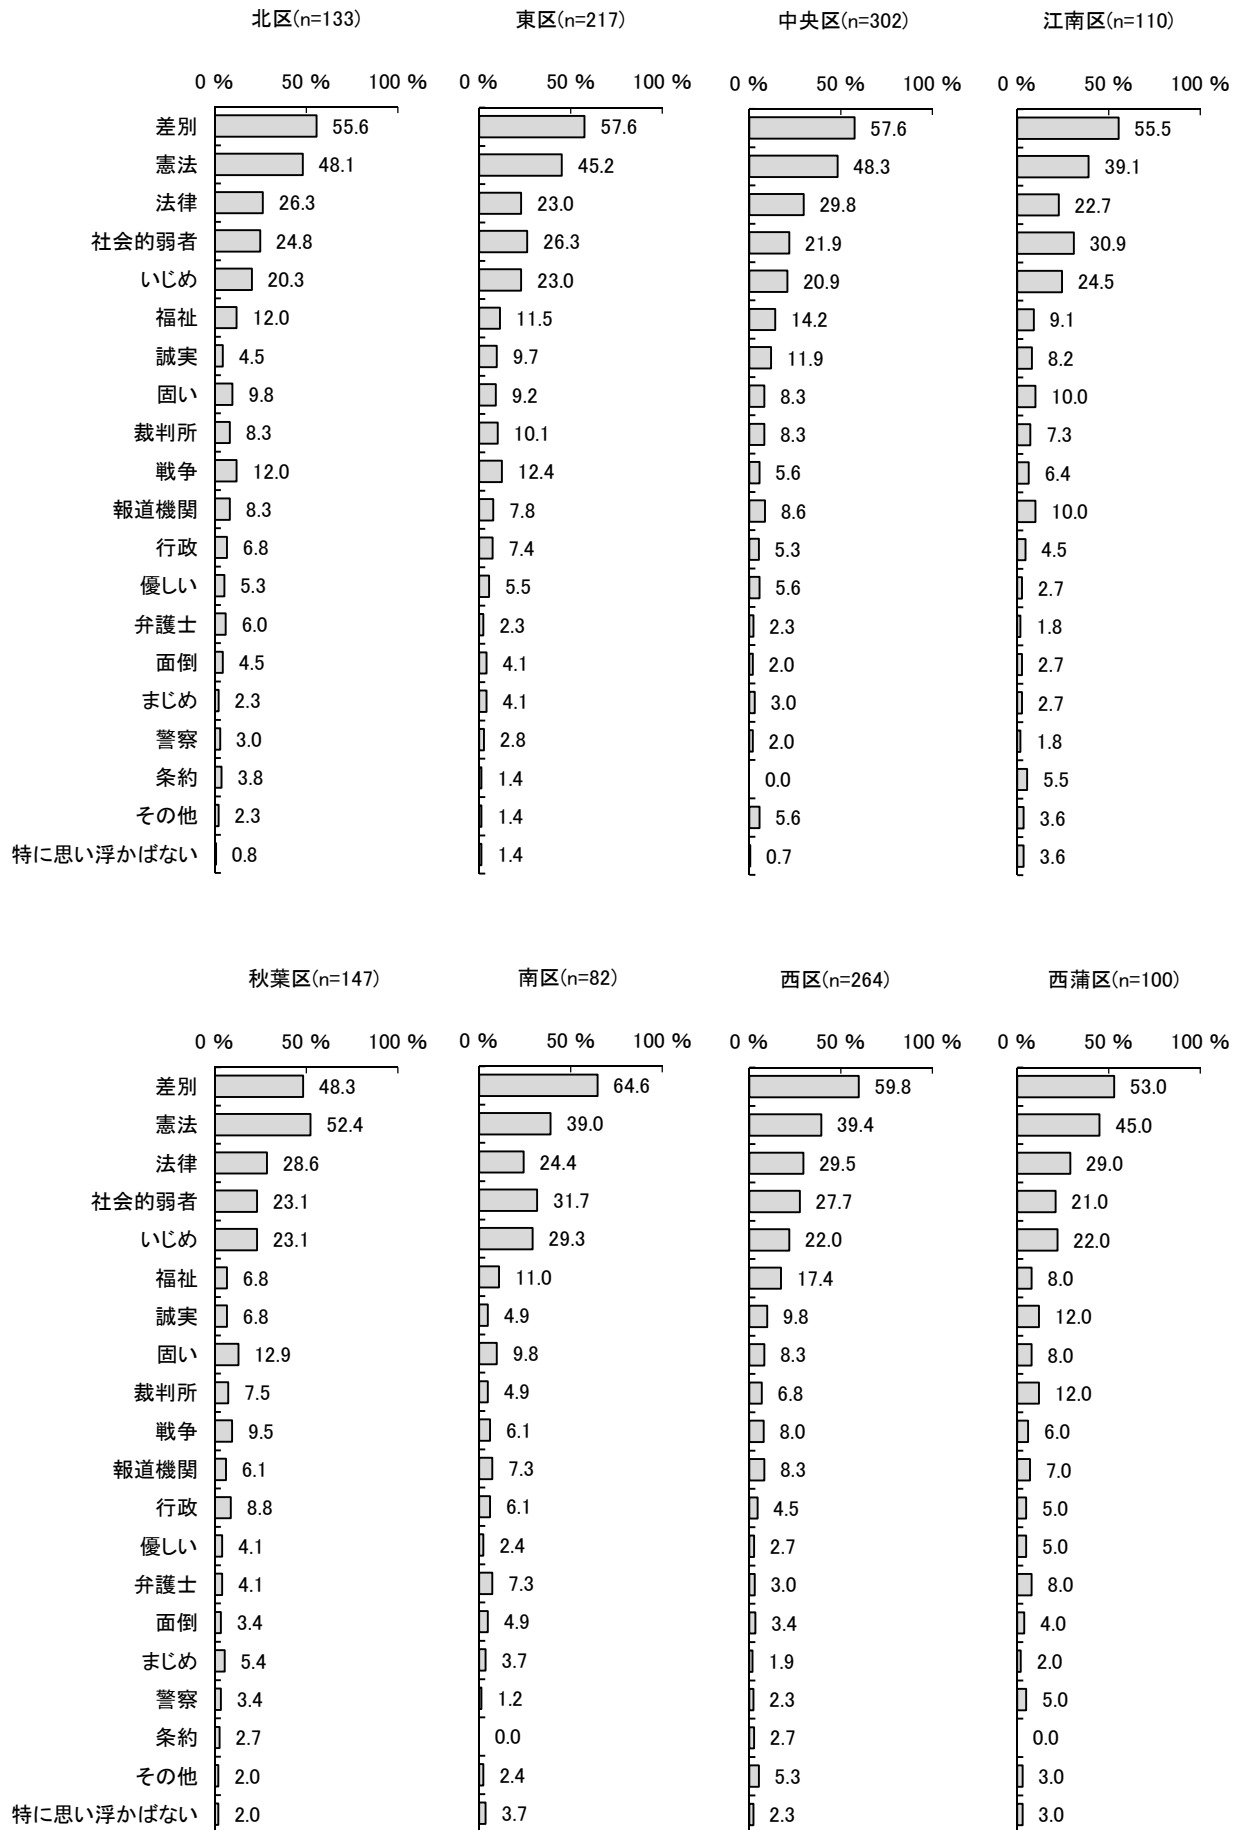 北区(n=133) 東区(n=217) 中央区(n=302) 江南区(n=110)
0 % 50 % 100 % 0 % 50 % 100 % 0 % 50 % 100 % 0 % 50 % 100 %
差別 55.6 57.6 57.6 55.5
憲法 48.1 45.2 48.3 39.1
法律 26.3 23.0 29.8 22.7
社会的弱者 24.8 26.3 21.9 30.9
いじめ 20.3 23.0 20.9 24.5
福祉 12.0 11.5 14.2 9.1
誠実 4.5 9.7 11.9 8.2
固い 9.8 9.2 8.3 10.0
裁判所 8.3 10.1 8.3 7.3
戦争 12.0 12.4 5.6 6.4
報道機関 8.3 7.8 8.6 10.0
行政 6.8 7.4 5.3 4.5
優しい 5.3 5.5 5.6 2.7
弁護士 6.0 2.3 2.3 1.8
面倒 4.5 4.1 2.0 2.7
まじめ 2.3 4.1 3.0 2.7
警察 3.0 2.8 2.0 1.8
条約 3.8 1.4 0.0 5.5
その他 2.3 1.4 5.6 3.6
特に思い浮かばない 0.8 1.4 0.7 3.6
秋葉区(n=147) 南区(n=82) 西区(n=264) 西蒲区(n=100)
0 % 50 % 100 % 0 % 50 % 100 % 0 % 50 % 100 % 0 % 50 % 100 %
差別 48.3 64.6 59.8 53.0
憲法 52.4 39.0 39.4 45.0
法律 28.6 24.4 29.5 29.0
社会的弱者 23.1 31.7 27.7 21.0
いじめ 23.1 29.3 22.0 22.0
福祉 6.8 11.0 17.4 8.0
誠実 6.8 4.9 9.8 12.0
固い 12.9 9.8 8.3 8.0
裁判所 7.5 4.9 6.8 12.0
戦争 9.5 6.1 8.0 6.0
報道機関 6.1 7.3 8.3 7.0
行政 8.8 6.1 4.5 5.0
優しい 4.1 2.4 2.7 5.0
弁護士 4.1 7.3 3.0 8.0
面倒 3.4 4.9 3.4 4.0
まじめ 5.4 3.7 1.9 2.0
警察 3.4 1.2 2.3 5.0
条約 2.7 0.0 2.7 0.0
その他 2.0 2.4 5.3 3.0
特に思い浮かばない 2.0 3.7 2.3 3.0